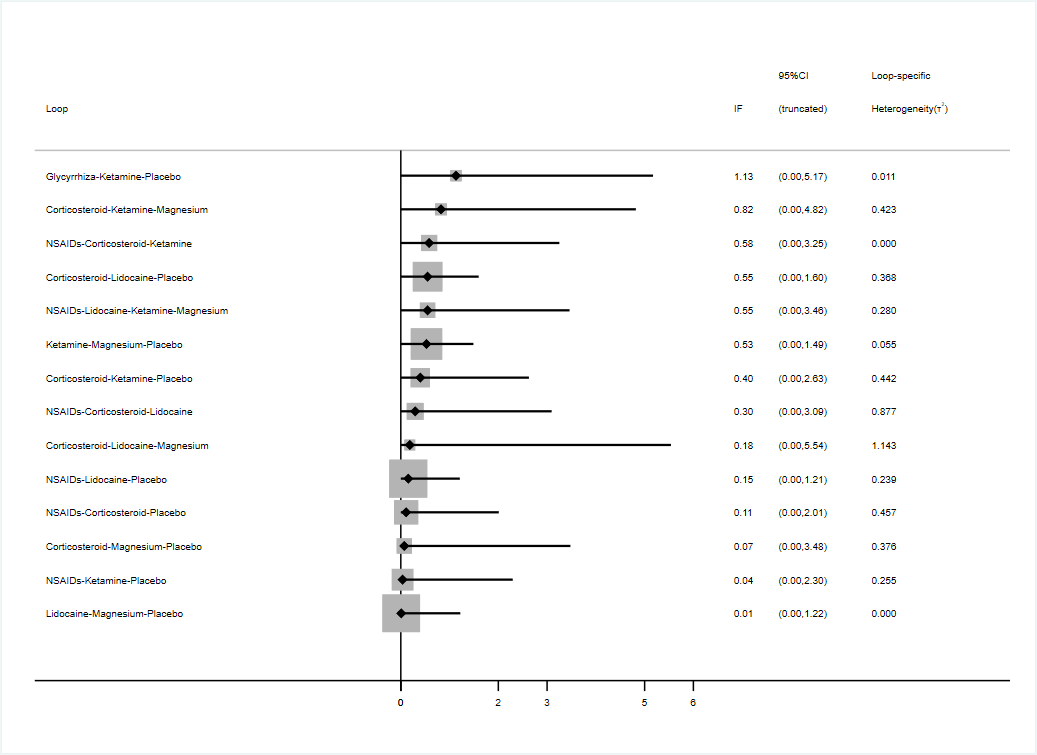 95%CI Loop-specific
Loop IF (truncated) Heterogeneity(τ²)
Glycyrrhiza-Ketamine-Placebo 1.13 (0.00,5.17) 0.011
Corticosteroid-Ketamine-Magnesium 0.82 (0.00,4.82) 0.423
NSAIDs-Corticosteroid-Ketamine 0.58 (0.00,3.25) 0.000
Corticosteroid-Lidocaine-Placebo 0.55 (0.00,1.60) 0.368
NSAIDs-Lidocaine-Ketamine-Magnesium 0.55 (0.00,3.46) 0.280
Ketamine-Magnesium-Placebo 0.53 (0.00,1.49) 0.055
Corticosteroid-Ketamine-Placebo 0.40 (0.00,2.63) 0.442
NSAIDs-Corticosteroid-Lidocaine 0.30 (0.00,3.09) 0.877
Corticosteroid-Lidocaine-Magnesium 0.18 (0.00,5.54) 1.143
NSAIDs-Lidocaine-Placebo 0.15 (0.00,1.21) 0.239
NSAIDs-Corticosteroid-Placebo 0.11 (0.00,2.01) 0.457
Corticosteroid-Magnesium-Placebo 0.07 (0.00,3.48) 0.376
NSAIDs-Ketamine-Placebo 0.04 (0.00,2.30) 0.255
Lidocaine-Magnesium-Placebo 0.01 (0.00,1.22) 0.000
0 2 3 5 6